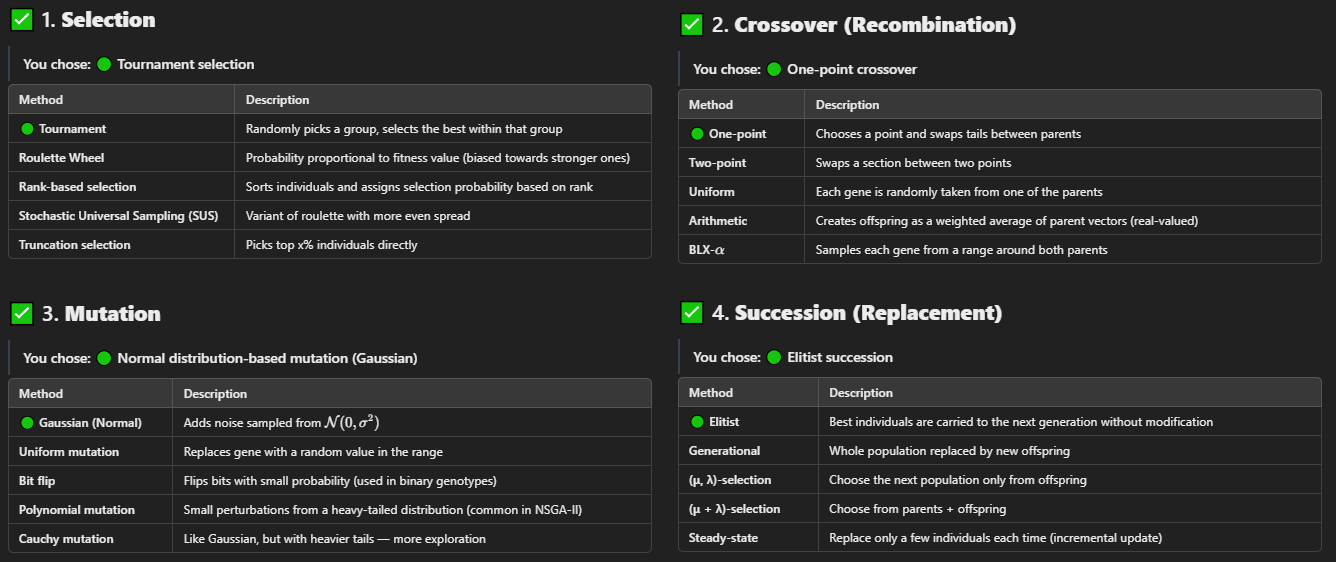 ✅ 1. Selection
You chose: 🟢 Tournament selection
Method Description
🟢 Tournament Randomly picks a group, selects the best within that group
Roulette Wheel Probability proportional to fitness value (biased towards stronger ones)
Rank-based selection Sorts individuals and assigns selection probability based on rank
Stochastic Universal Sampling (SUS) Variant of roulette with more even spread
Truncation selection Picks top x% individuals directly
✅ 2. Crossover (Recombination)
You chose: 🟢 One-point crossover
Method Description
🟢 One-point Chooses a point and swaps tails between parents
Two-point Swaps a section between two points
Uniform Each gene is randomly taken from one of the parents
Arithmetic Creates offspring as a weighted average of parent vectors (real-valued)
BLX-α Samples each gene from a range around both parents
✅ 3. Mutation
You chose: 🟢 Normal distribution-based mutation (Gaussian)
Method Description
🟢 Gaussian (Normal) Adds noise sampled from 𝒩(0, σ²)
Uniform mutation Replaces gene with a random value in the range
Bit flip Flips bits with small probability (used in binary genotypes)
Polynomial mutation Small perturbations from a heavy-tailed distribution (common in NSGA-II)
Cauchy mutation Like Gaussian, but with heavier tails — more exploration
✅ 4. Succession (Replacement)
You chose: 🟢 Elitist succession
Method Description
🟢 Elitist Best individuals are carried to the next generation without modification
Generational Whole population replaced by new offspring
(μ, λ)-selection Choose the next population only from offspring
(μ + λ)-selection Choose from parents + offspring
Steady-state Replace only a few individuals each time (incremental update)